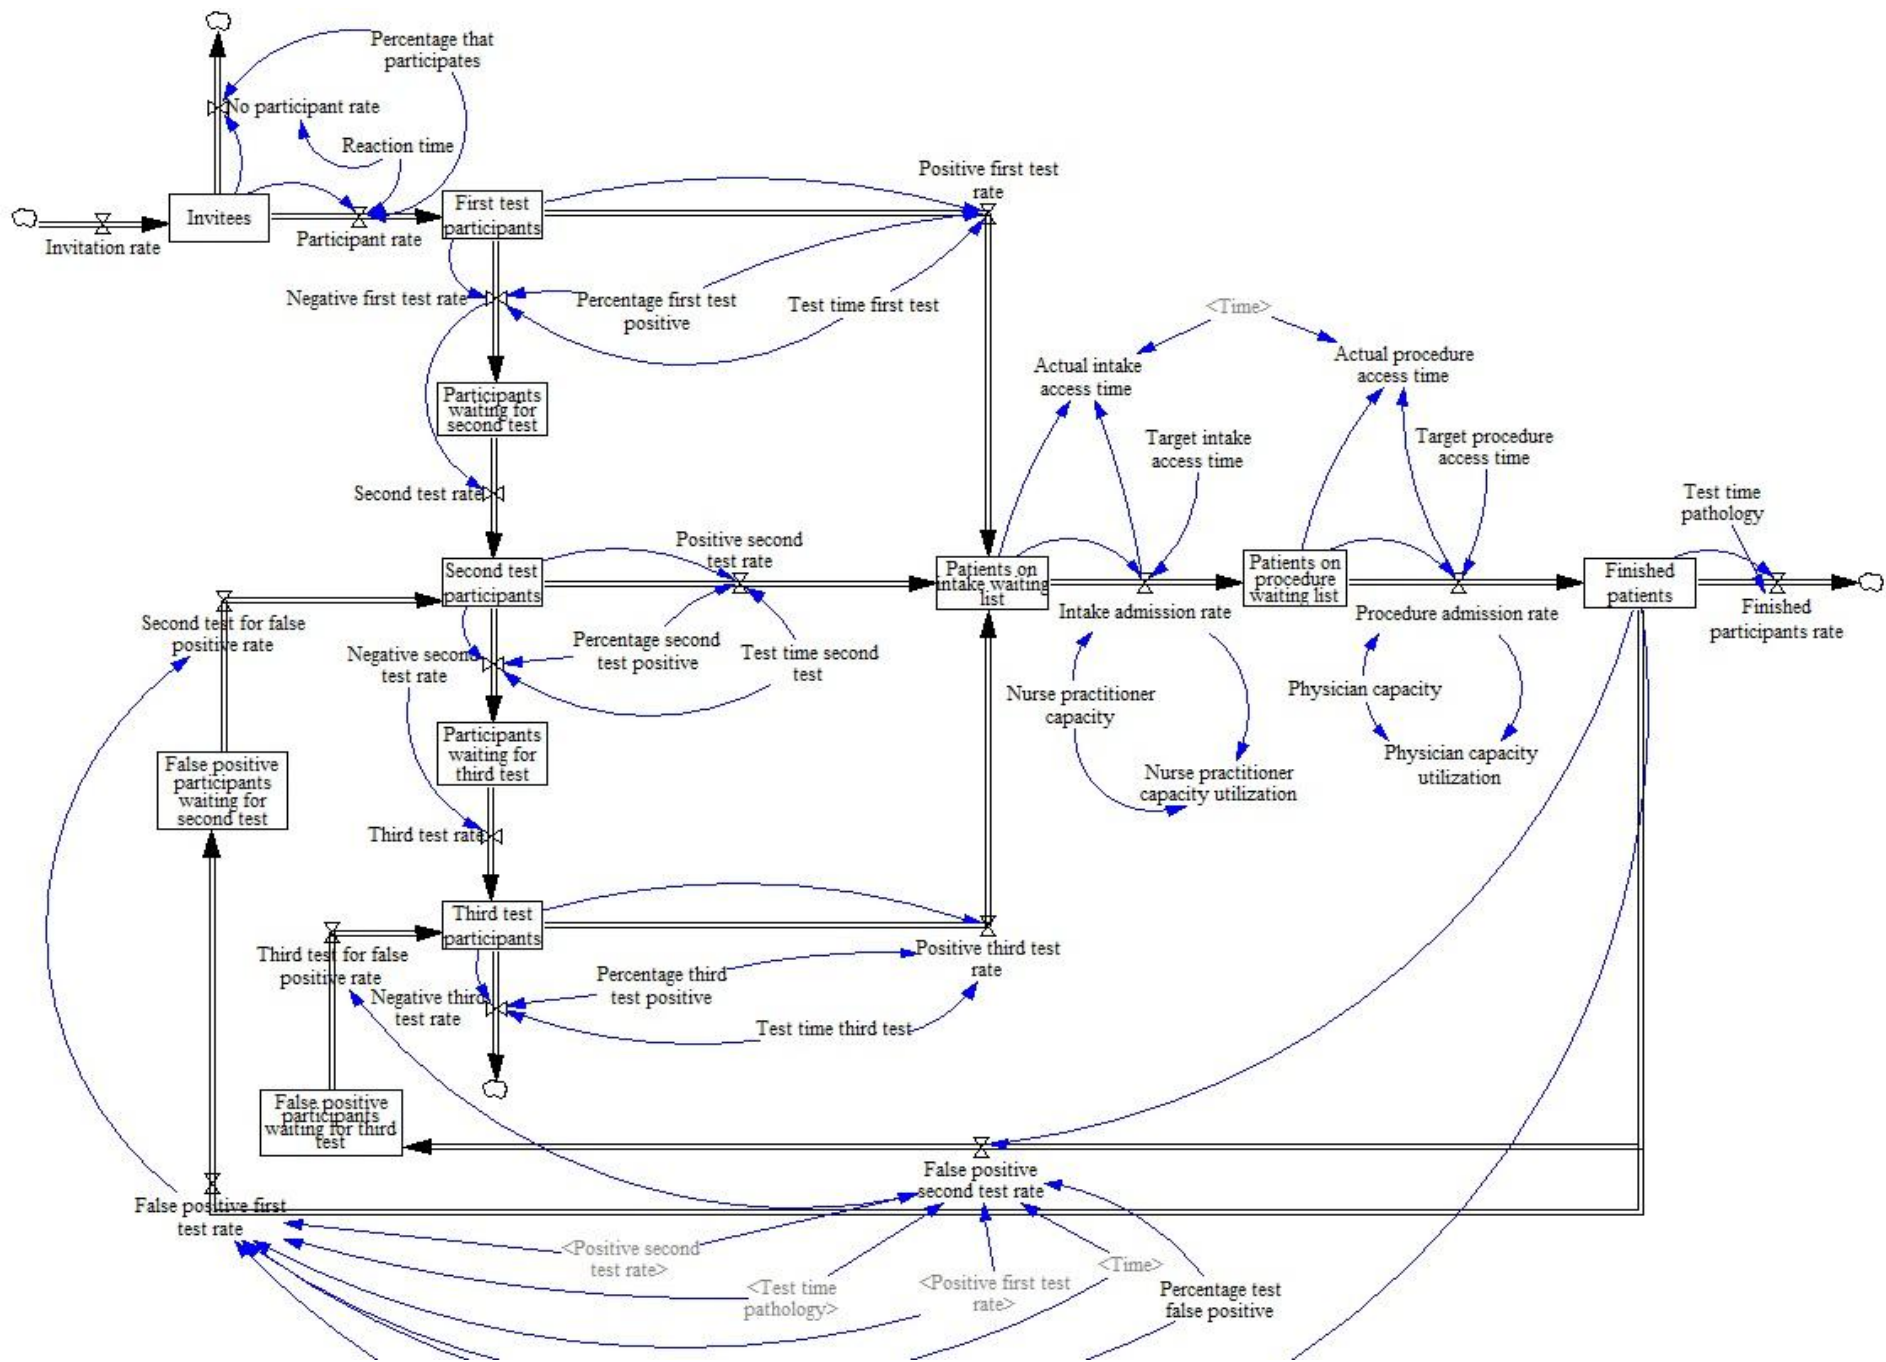 Percentage that
participates
No participant rate
Reaction time
Invitees
Invitation rate
Participant rate
First test
participants
Positive first test
rate
Negative first test rate
Percentage first test
positive
Test time first test
<Time>
Actual intake
access time
Actual procedure
access time
Participants
waiting for
second test
Target intake
access time
Target procedure
access time
Second test rate
Test time
pathology
Positive second
test rate
Second test
participants
Patients on
intake waiting
list
Intake admission rate
Patients on
procedure
waiting list
Procedure admission rate
Finished
patients
Finished
participants rate
Second test for false
positive rate
Negative second
test rate
Percentage second
test positive
Test time second
test
Nurse practitioner
capacity
Physician capacity
Participants
waiting for
third test
False positive
participants
waiting for
second test
Nurse practitioner
capacity utilization
Physician capacity
utilization
Third test rate
Third test
participants
Third test for false
positive rate
Negative third
test rate
Percentage third
test positive
Positive third test
rate
Test time third test
False positive
participants
waiting for third
test
False positive
second test rate
False positive first
test rate
<Positive second
test rate>
<Test time
pathology>
<Positive first test
rate>
<Time>
Percentage test
false positive